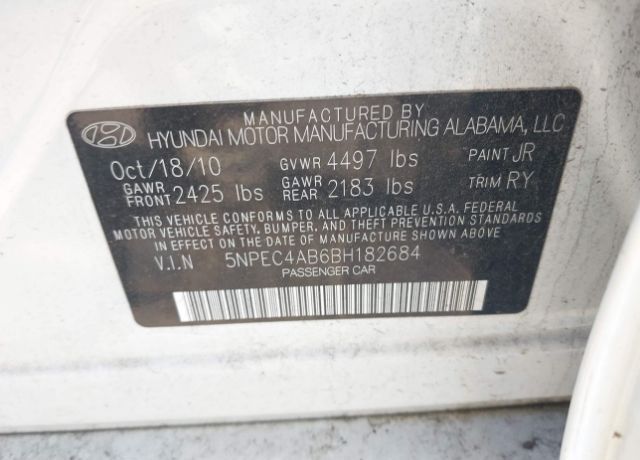 MANUFACTURED BY
HYUNDAI MOTOR MANUFACTURING ALABAMA, LLC
Oct/18/10 GVWR 4497 lbs PAINT JR
GAWR FRONT 2425 lbs GAWR REAR 2183 lbs TRIM RY
THIS VEHICLE CONFORMS TO ALL APPLICABLE U.S.A. FEDERAL
MOTOR VEHICLE SAFETY, BUMPER, AND THEFT PREVENTION STANDARDS
IN EFFECT ON THE DATE OF MANUFACTURE SHOWN ABOVE.
V.I.N 5NPEC4AB6BH182684
PASSENGER CAR